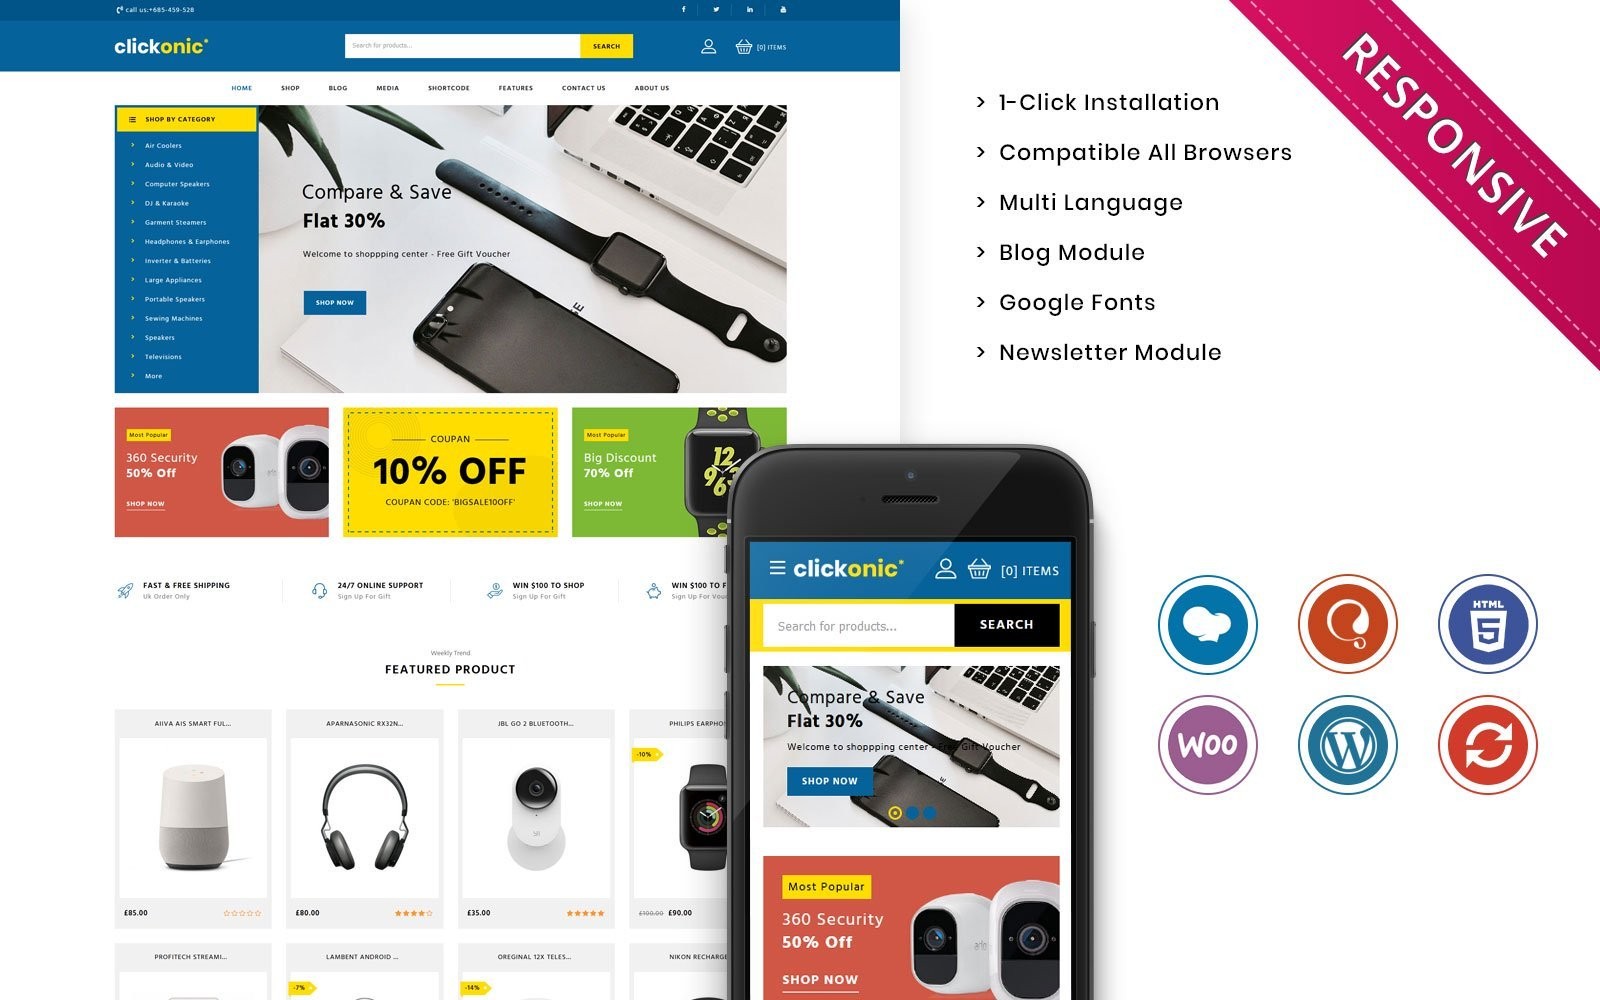 call us:+685-459-528
clickonic*
Search for products...
SEARCH
[0] ITEMS
HOME
SHOP
BLOG
MEDIA
SHORTCODE
FEATURES
CONTACT US
ABOUT US
SHOP BY CATEGORY
Air Coolers
Audio & Video
Computer Speakers
DJ & Karaoke
Garment Steamers
Headphones & Earphones
Inverter & Batteries
Large Appliances
Portable Speakers
Sewing Machines
Speakers
Televisions
More
Compare & Save
Flat 30%
Welcome to shoppping center - Free Gift Voucher
SHOP NOW
Most Popular
360 Security
50% Off
SHOP NOW
COUPAN
10% OFF
COUPAN CODE: 'BIGSALE10OFF'
Most Popular
Big Discount
70% Off
SHOP NOW
FAST & FREE SHIPPING
Uk Order Only
24/7 ONLINE SUPPORT
Sign Up For Gift
WIN $100 TO SHOP
Sign Up For Gift
WIN $100 TO F
Sign Up For Vou
Weekly Trend
FEATURED PRODUCT
AIIVA AIS SMART FUL...
£85.00
APARNASONIC RX32N...
£80.00
JBL GO 2 BLUETOOTH...
SR
£35.00
PHILIPS EARPHO
-10%
£100.00 £90.00
PROFITECH STREAMI...
LAMBENT ANDROID ...
-7%
OREGINAL 12X TELES...
-14%
NIKON RECHARGE
> 1-Click Installation
> Compatible All Browsers
> Multi Language
> Blog Module
> Google Fonts
> Newsletter Module
RESPONSIVE
clickonic*
[0] ITEMS
Search for products...
SEARCH
Compare & Save
Flat 30%
Welcome to shoppping center - Free Gift Voucher
SHOP NOW
Most Popular
360 Security
50% Off
SHOP NOW
HTML
5
WOO
W